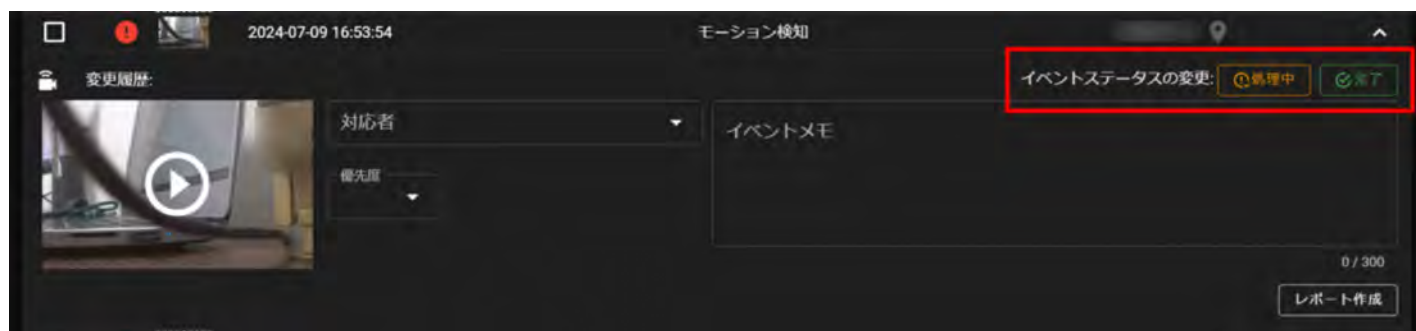 2024-07-09 16:53:54 モーション検知
変更履歴: イベントステータスの変更: 処理中 完了
対応者 イベントメモ
優先度
0 / 300
レポート作成